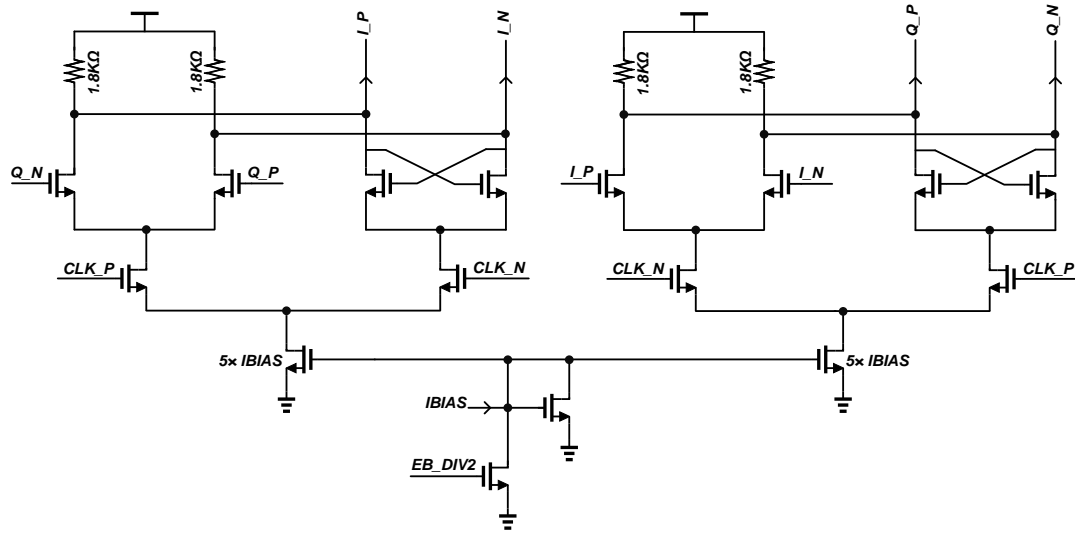 I_P
I_N
Q_P
Q_N
1.8KΩ
1.8KΩ
1.8KΩ
1.8KΩ
Q_N
Q_P
I_P
I_N
CLK_P
CLK_N
CLK_N
CLK_P
5× IBIAS
5× IBIAS
IBIAS
EB_DIV2